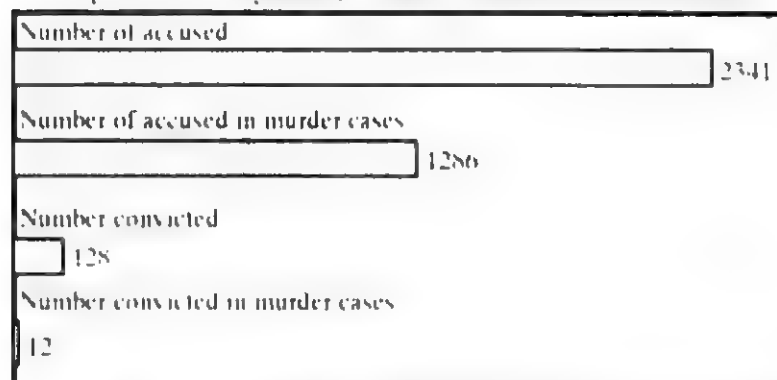 Number of accused
2341
Number of accused in murder cases
1286
Number convicted
128
Number convicted in murder cases
12